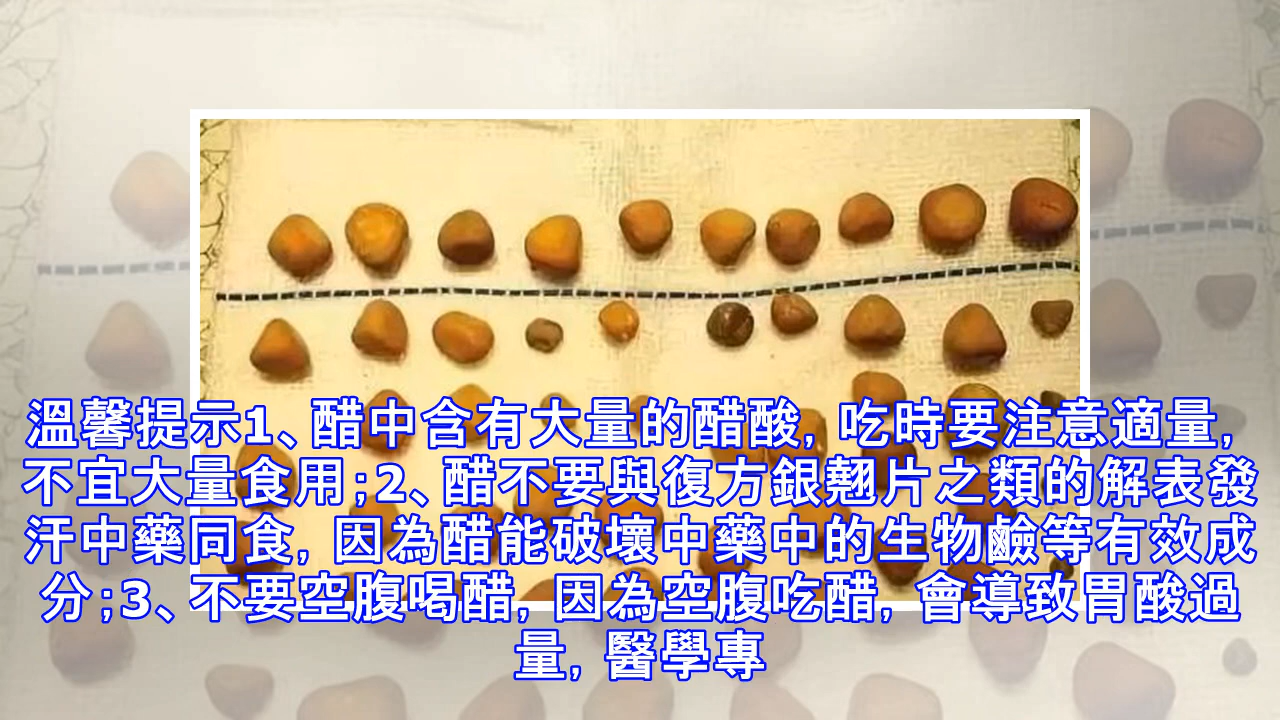 溫馨提示1、醋中含有大量的醋酸, 吃時要注意適量,
不宜大量食用;2、醋不要與復方銀翹片之類的解表發
汗中藥同食, 因為醋能破壞中藥中的生物鹼等有效成
分;3、不要空腹喝醋, 因為空腹吃醋, 會導致胃酸過
量, 醫學專